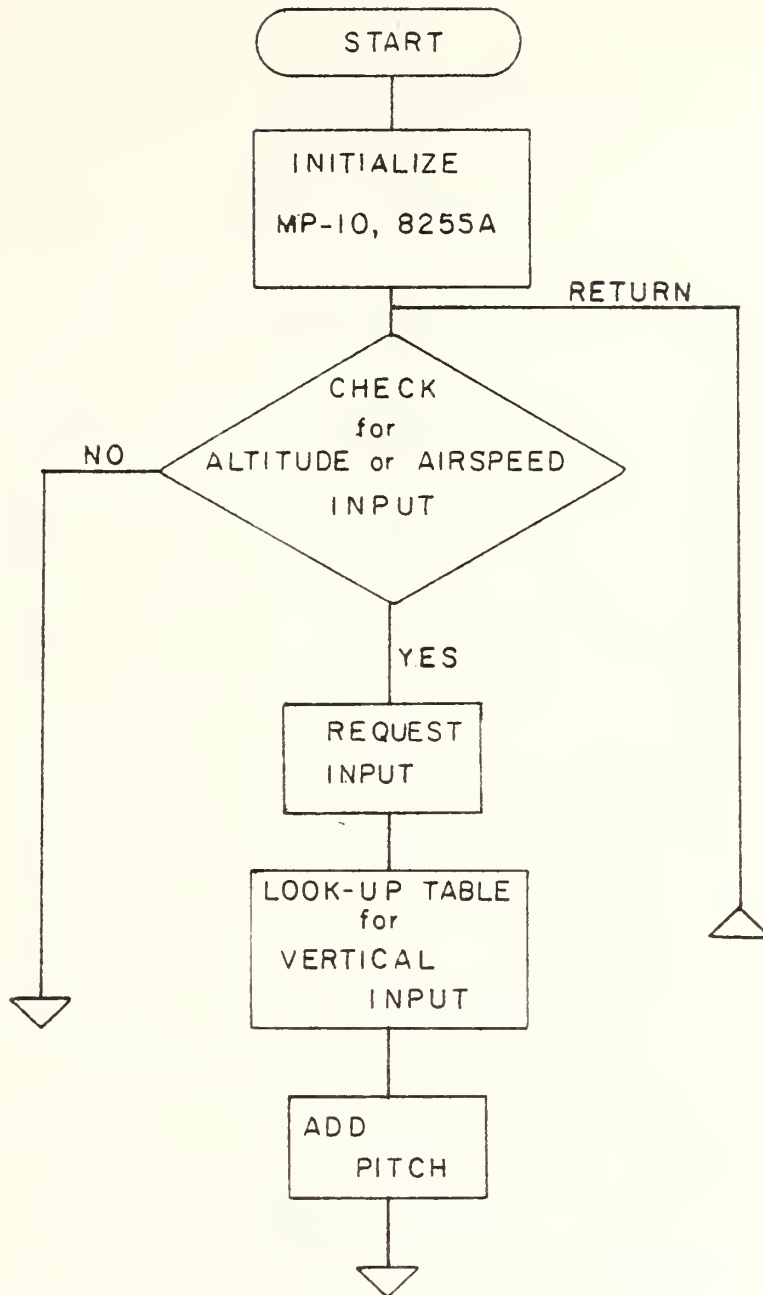 START
INITIALIZE
MP-10, 8255A
RETURN
CHECK
for
ALTITUDE or AIRSPEED
INPUT
NO
YES
REQUEST
INPUT
LOOK-UP TABLE
for
VERTICAL
INPUT
ADD
PITCH